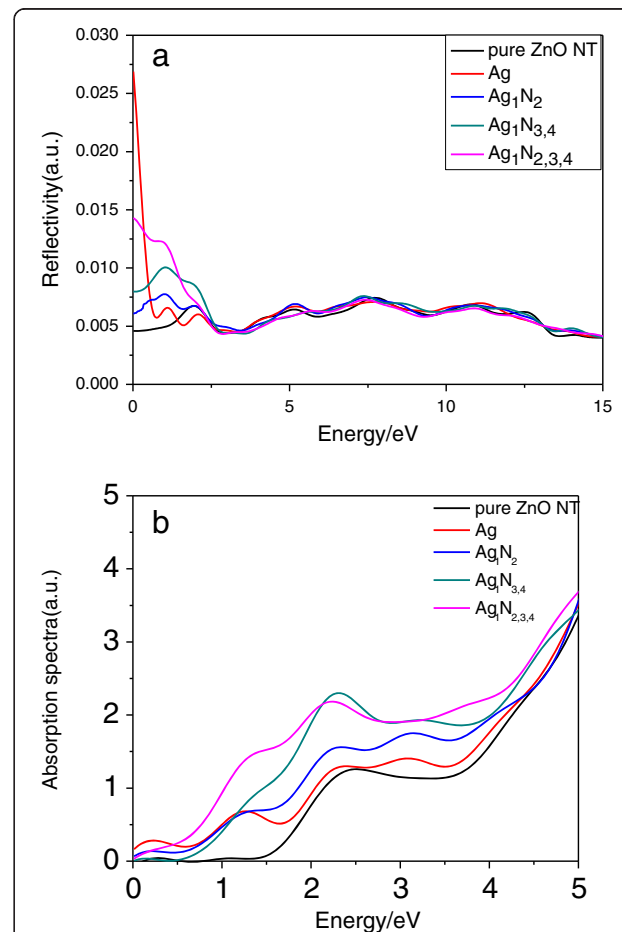 a
0.030
0.025
0.020
0.015
0.010
0.005
0.000
Reflectivity(a.u.)
pure ZnO NT
Ag
Ag₁N₂
Ag₁N₃,₄
Ag₁N₂,₃,₄
0 5 10 15
Energy/eV
b
5
4
3
2
1
0
Absorption spectra(a.u.)
pure ZnO NT
Ag
Ag₁N₂
Ag₁N₃,₄
Ag₁N₂,₃,₄
0 1 2 3 4 5
Energy/eV